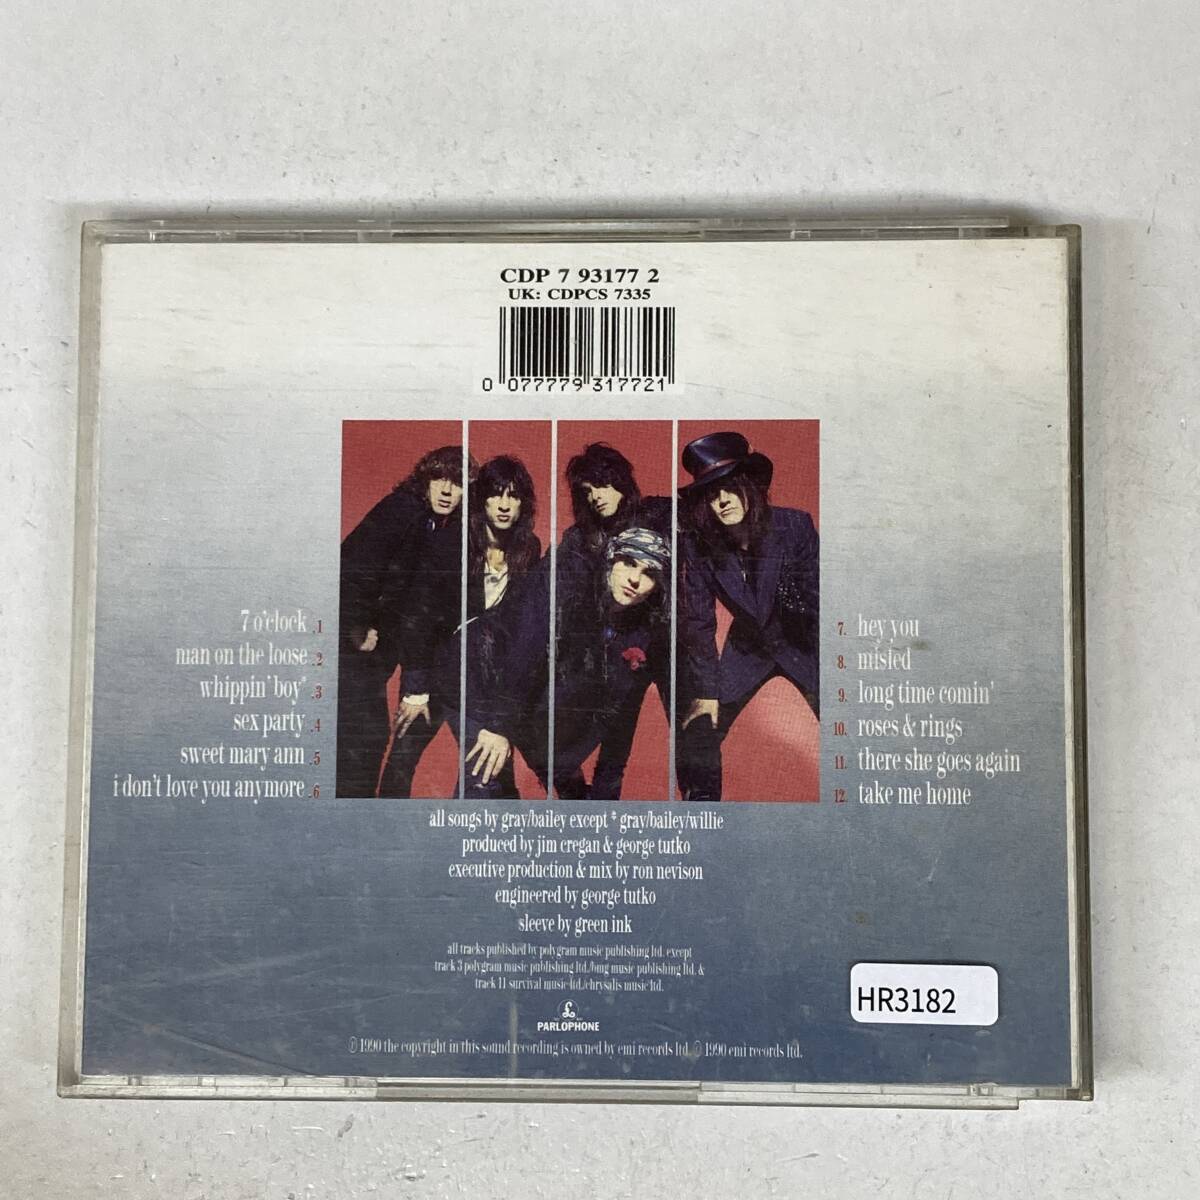 CDP 7 93177 2
UK: CDPCS 7335
0 077779 317721
7 o'clock .1
man on the loose .2
whippin' boy* .3
sex party .4
sweet mary ann .5
i don't love you anymore .6
7. hey you
8. misled
9. long time comin'
10. roses & rings
11. there she goes again
12. take me home
all songs by gray/bailey except * gray/bailey/willie
produced by jim cregan & george tutko
executive production & mix by ron nevison
engineered by george tutko
sleeve by green ink
all tracks published by polygram music publishing ltd. except
track 3 polygram music publishing ltd./bmg music publishing ltd. &
track 11 survival music ltd./chrysalis music ltd.
£
PARLOPHONE
℗ 1990 the copyright in this sound recording is owned by emi records ltd. © 1990 emi records ltd.
HR3182